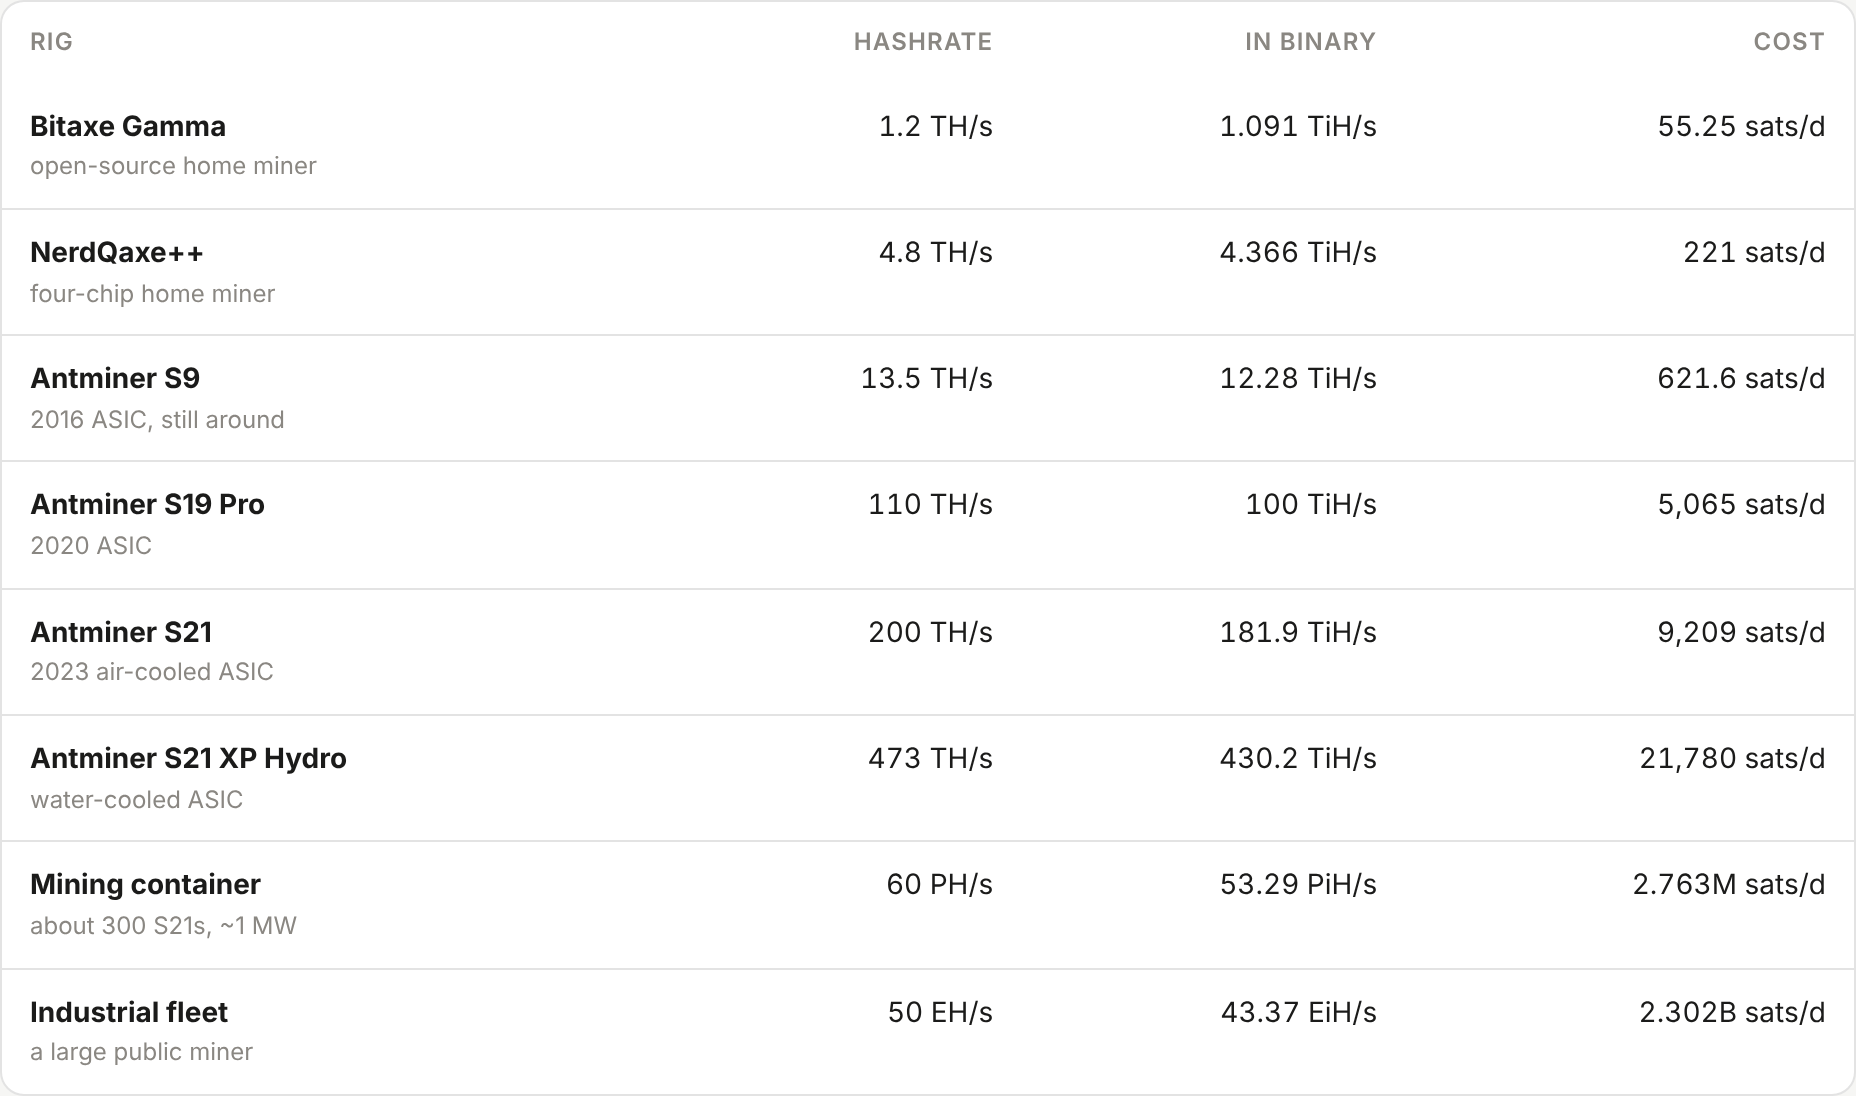 RIG HASHRATE IN BINARY COST
Bitaxe Gamma 1.2 TH/s 1.091 TiH/s 55.25 sats/d
open-source home miner
NerdQaxe++ 4.8 TH/s 4.366 TiH/s 221 sats/d
four-chip home miner
Antminer S9 13.5 TH/s 12.28 TiH/s 621.6 sats/d
2016 ASIC, still around
Antminer S19 Pro 110 TH/s 100 TiH/s 5,065 sats/d
2020 ASIC
Antminer S21 200 TH/s 181.9 TiH/s 9,209 sats/d
2023 air-cooled ASIC
Antminer S21 XP Hydro 473 TH/s 430.2 TiH/s 21,780 sats/d
water-cooled ASIC
Mining container 60 PH/s 53.29 PiH/s 2.763M sats/d
about 300 S21s, ~1 MW
Industrial fleet 50 EH/s 43.37 EiH/s 2.302B sats/d
a large public miner